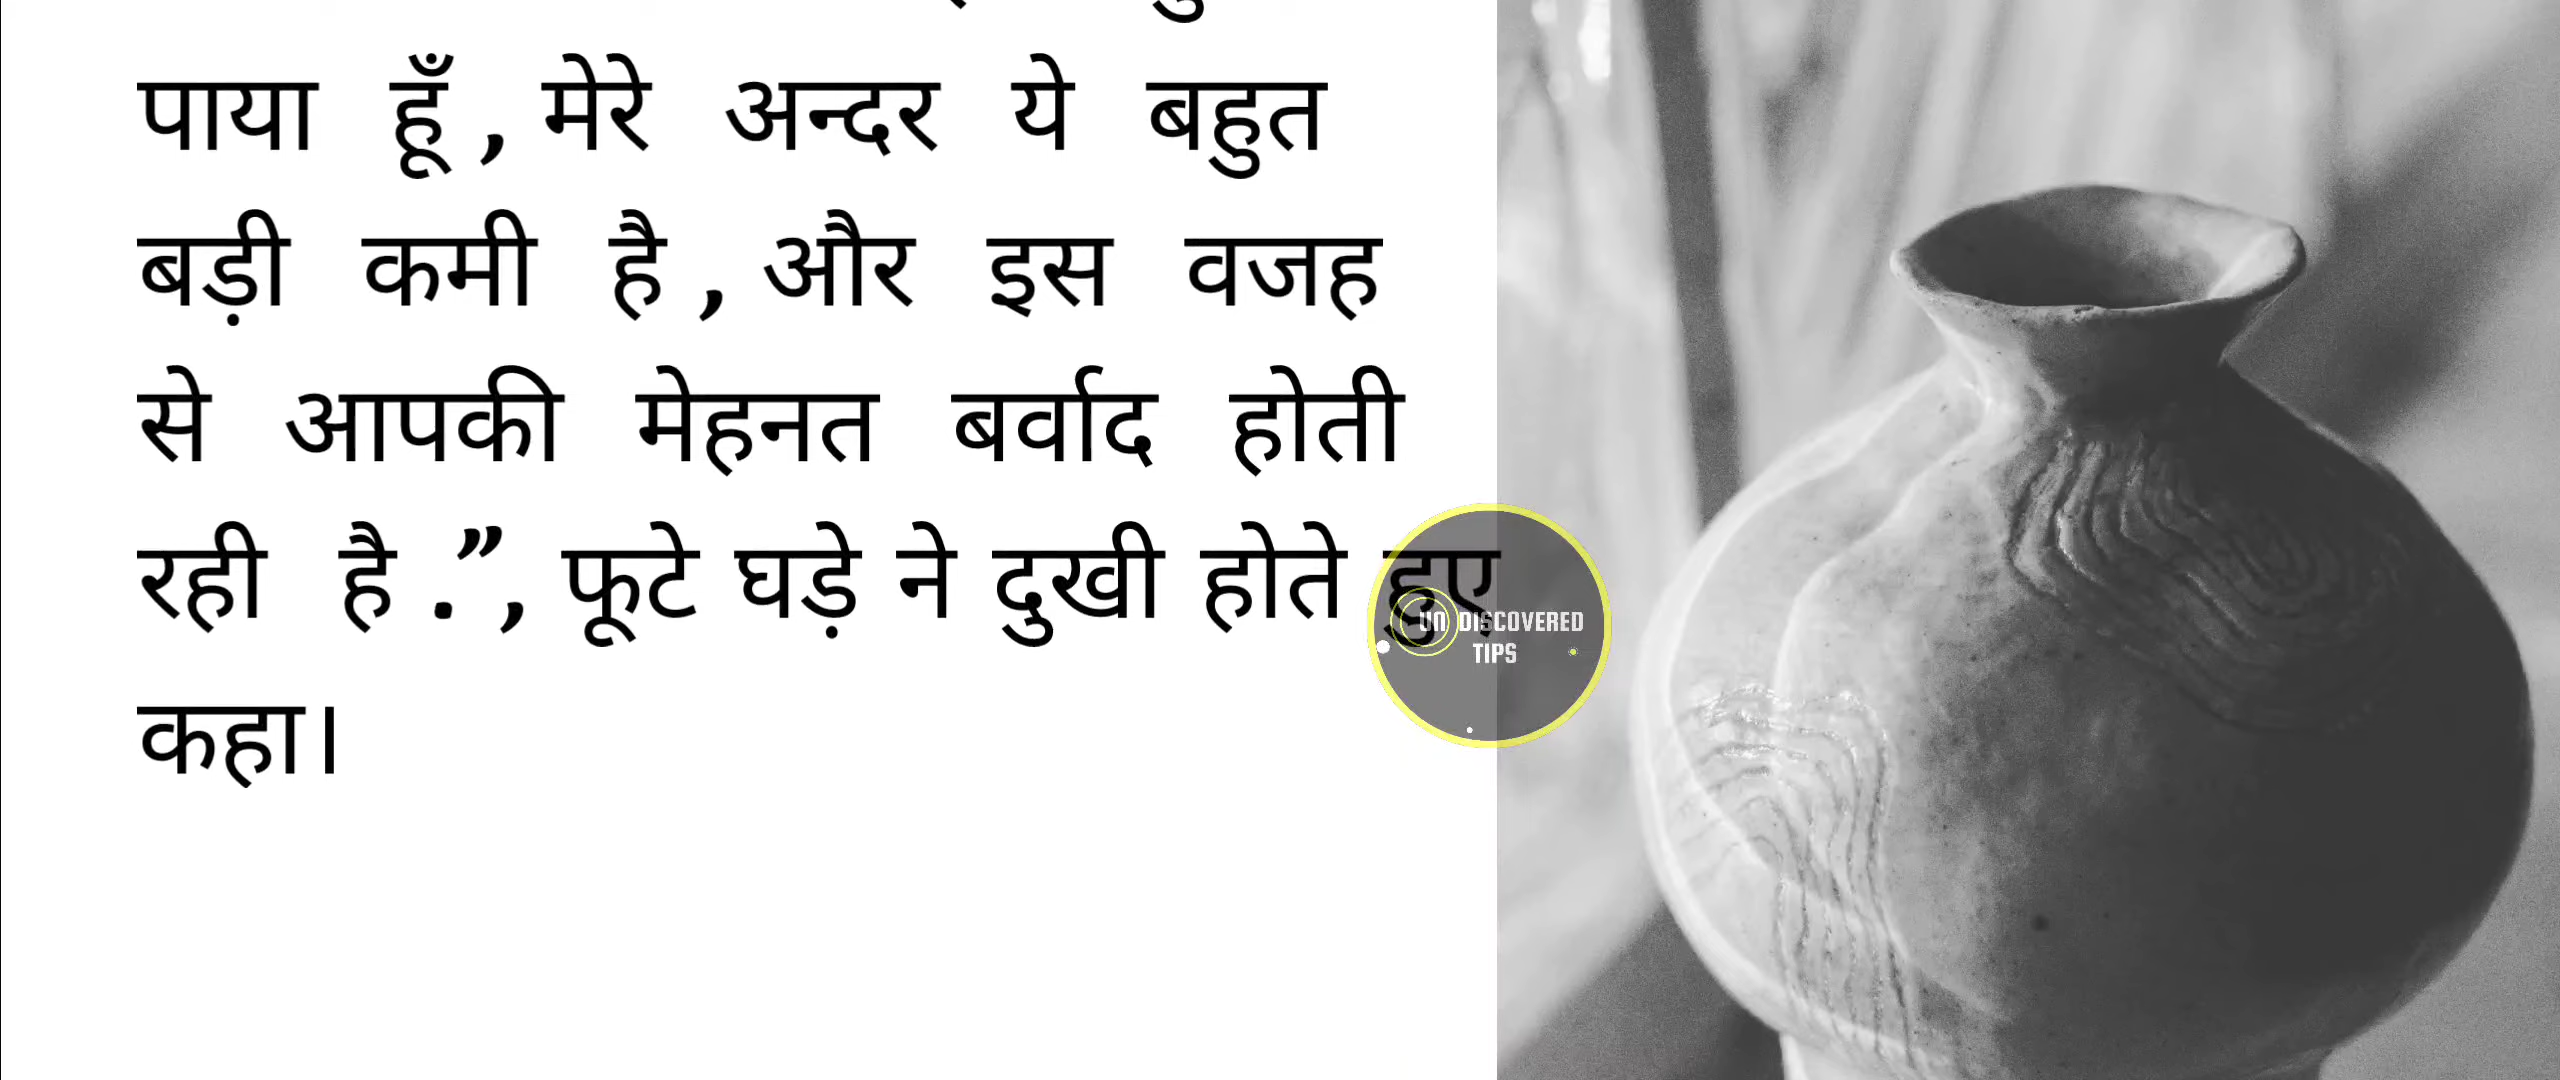 पाया हूँ , मेरे अन्दर ये बहुत
बड़ी कमी है , और इस वजह
से आपकी मेहनत बर्वाद होती
रही है .”, फूटे घड़े ने दुखी होते हुए
कहा।
UN DISCOVERED
TIPS